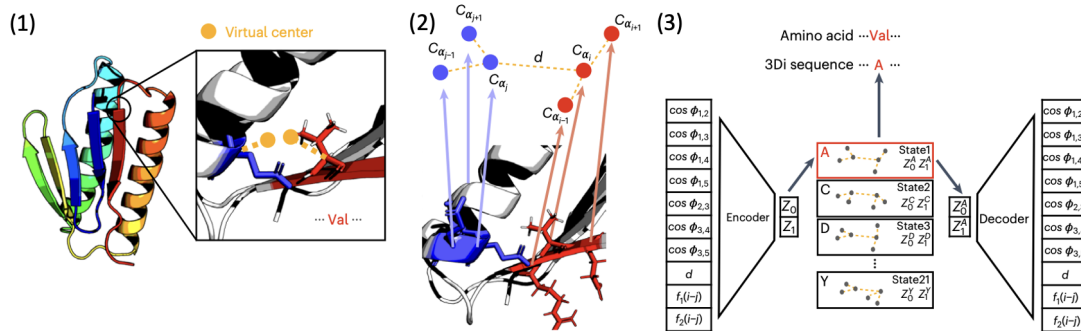 (1)
Virtual center
··· Val ···
(2)
Cαj+1
Cαi+1
Cαj−1
d
Cαi
Cαj
Cαi−1
(3)
Amino acid ···Val···
3Di sequence ··· A ···
cos ϕ1,2
cos ϕ1,3
cos ϕ1,4
cos ϕ1,5
cos ϕ2,3
cos ϕ3,4
cos ϕ3,5
d
f1(i–j)
f2(i–j)
Encoder
Z0
Z1
A
State1
Z0A Z1A
C
State2
Z0C Z1C
D
State3
Z0D Z1D
⋮
Y
State21
Z0Y Z1Y
Z0A
Z1A
Decoder
cos ϕ1,2
cos ϕ1,3
cos ϕ1,4
cos ϕ1,5
cos ϕ2,3
cos ϕ3,4
cos ϕ3,5
d
f1(i–j)
f2(i–j)